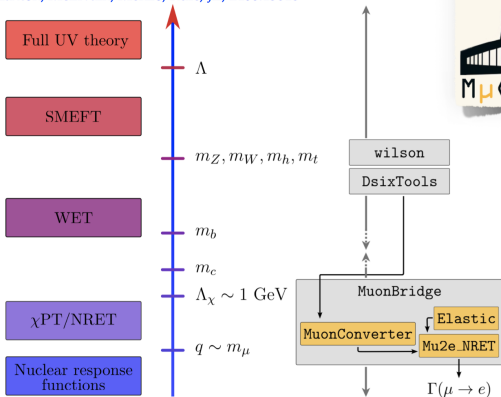 Full UV theory
Λ
SMEFT
m_Z, m_W, m_h, m_t
wilson
DsixTools
WET
m_b
m_c
Λ_χ ∼ 1 GeV
MuonBridge
χPT/NRET
Elastic
MuonConverter
Mu2e_NRET
q ∼ m_μ
Nuclear response
functions
Γ(μ → e)
Mμ